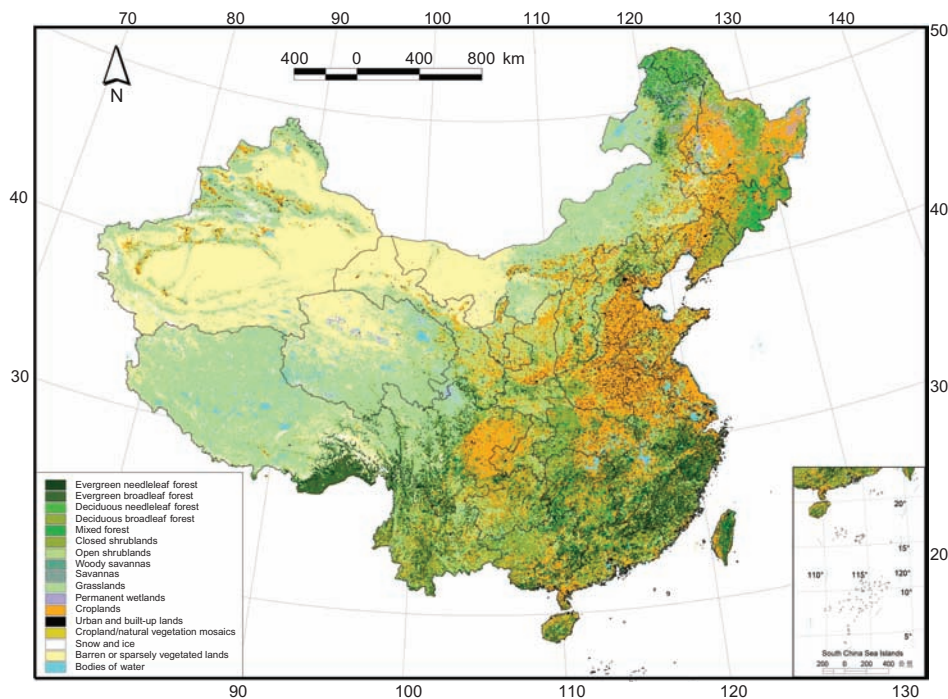 70 80 90 100 110 120 130 140
50
400 0 400 800 km
N
40 40
30 30
20
Evergreen needleleaf forest
Evergreen broadleaf forest
Deciduous needleleaf forest
Deciduous broadleaf forest
Mixed forest
Closed shrublands
Open shrublands
Woody savannas
Savannas
Grasslands
Permanent wetlands
Croplands
Urban and built-up lands
Cropland/natural vegetation mosaics
Snow and ice
Barren or sparsely vegetated lands
Bodies of water
20°
15°
110° 115° 120°
10°
5°
South China Sea Islands
200 0 200 400
90 100 110 120 130